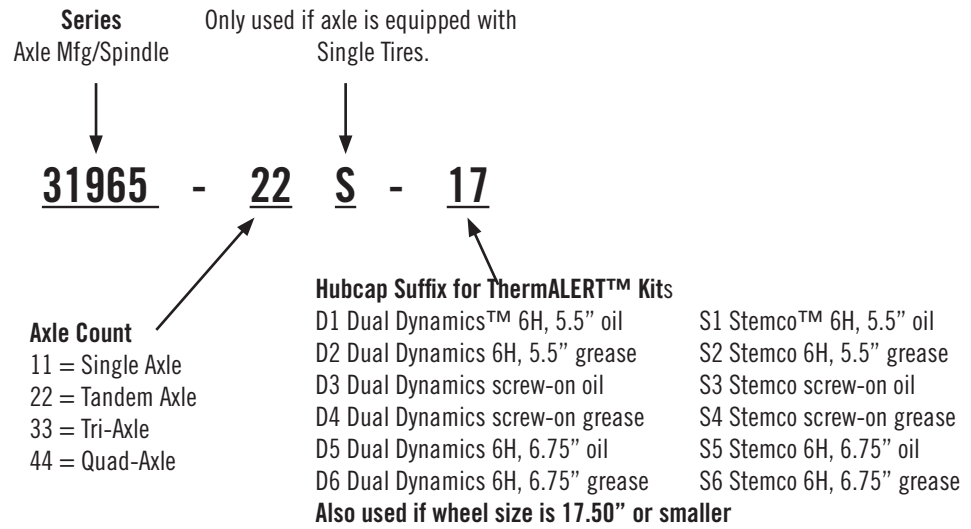 Series
Axle Mfg/Spindle
Only used if axle is equipped with
Single Tires.
31965 - 22 S - 17
Axle Count
11 = Single Axle
22 = Tandem Axle
33 = Tri-Axle
44 = Quad-Axle
Hubcap Suffix for ThermALERT™ Kits
D1 Dual Dynamics™ 6H, 5.5” oil
D2 Dual Dynamics 6H, 5.5” grease
D3 Dual Dynamics screw-on oil
D4 Dual Dynamics screw-on grease
D5 Dual Dynamics 6H, 6.75” oil
D6 Dual Dynamics 6H, 6.75” grease
S1 Stemco™ 6H, 5.5” oil
S2 Stemco 6H, 5.5” grease
S3 Stemco screw-on oil
S4 Stemco screw-on grease
S5 Stemco 6H, 6.75” oil
S6 Stemco 6H, 6.75” grease
Also used if wheel size is 17.50” or smaller